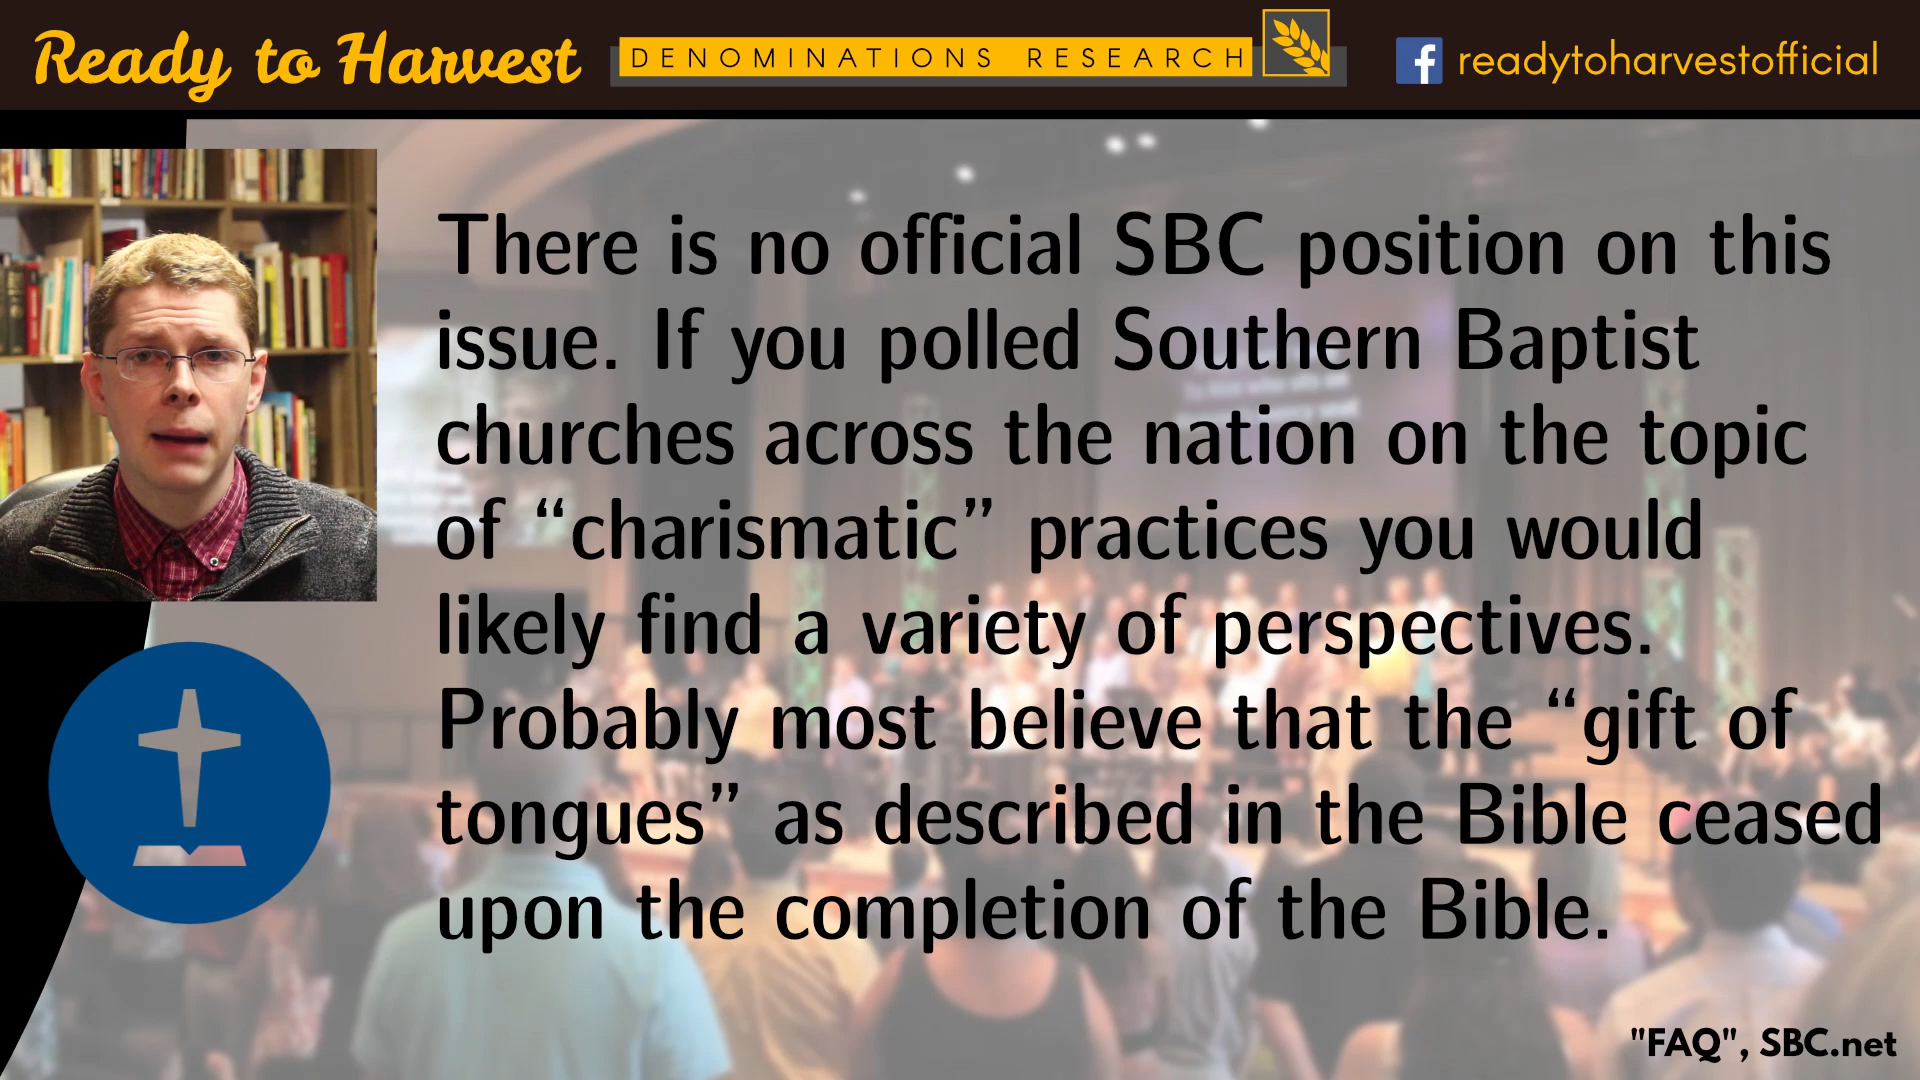 Ready to Harvest
DENOMINATIONS RESEARCH
readytoharvestofficial
There is no official SBC position on this
issue. If you polled Southern Baptist
churches across the nation on the topic
of “charismatic” practices you would
likely find a variety of perspectives.
Probably most believe that the “gift of
tongues” as described in the Bible ceased
upon the completion of the Bible.
"FAQ", SBC.net